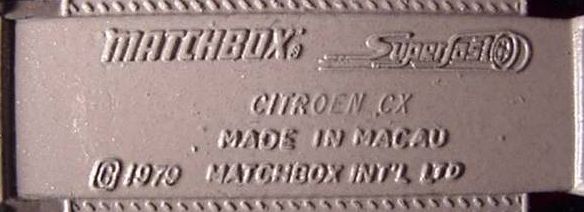 MATCHBOX® Superfast
CITROEN CX
MADE IN MACAU
© 1979 MATCHBOX INT'L LTD